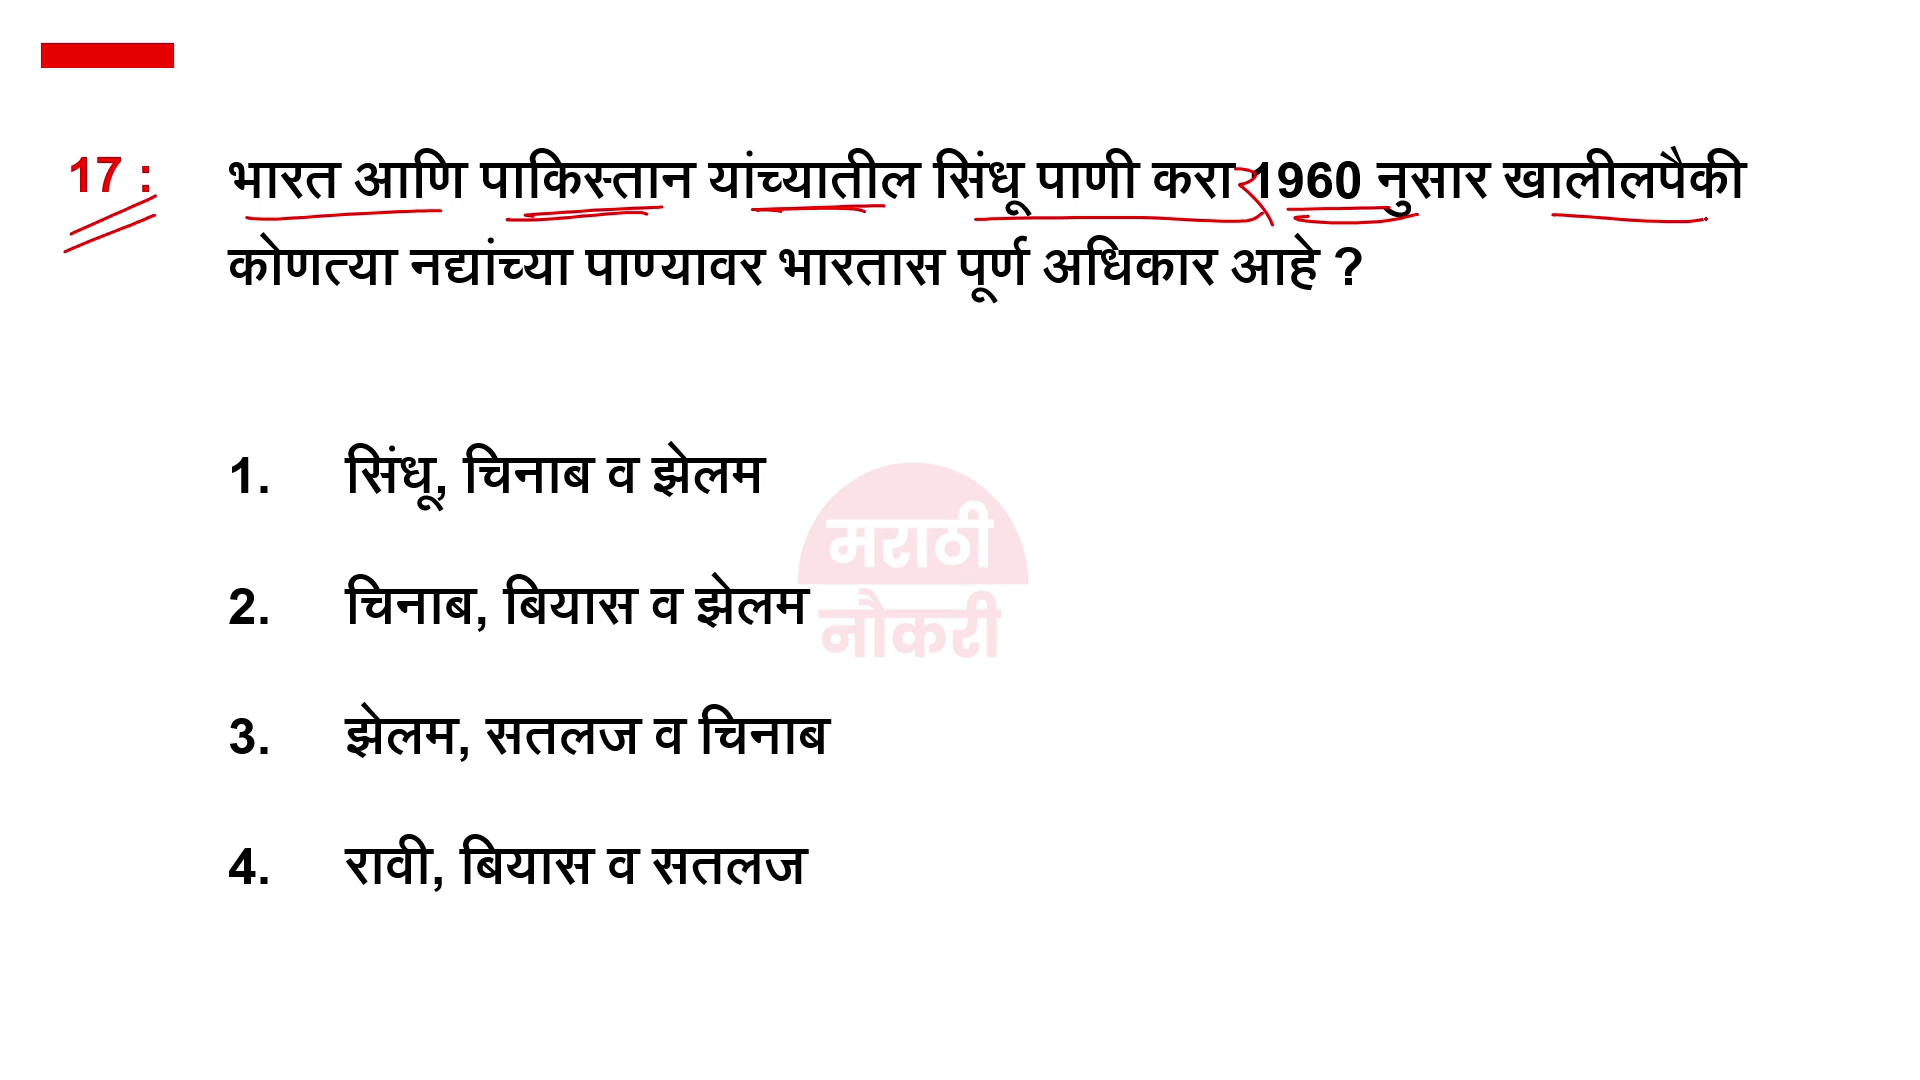 17 : भारत आणि पाकिस्तान यांच्यातील सिंधू पाणी करा 1960 नुसार खालीलपैकी
कोणत्या नद्यांच्या पाण्यावर भारतास पूर्ण अधिकार आहे ?
1. सिंधू, चिनाब व झेलम
2. चिनाब, बियास व झेलम
3. झेलम, सतलज व चिनाब
4. रावी, बियास व सतलज
मराठी
नौकरी